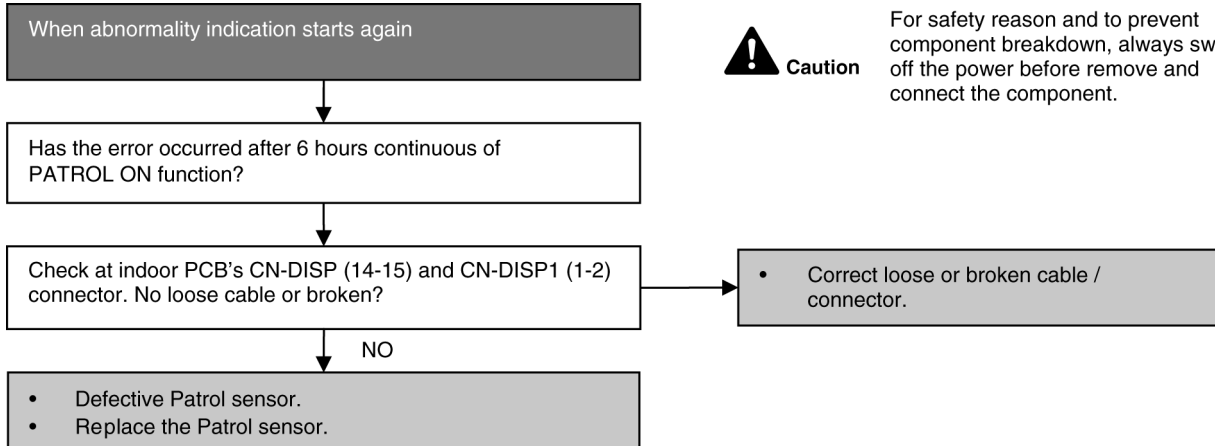 When abnormality indication starts again
Caution
For safety reason and to prevent
component breakdown, always sw
off the power before remove and
connect the component.
Has the error occurred after 6 hours continuous of
PATROL ON function?
Check at indoor PCB's CN-DISP (14-15) and CN-DISP1 (1-2)
connector. No loose cable or broken?
• Correct loose or broken cable /
connector.
NO
• Defective Patrol sensor.
• Replace the Patrol sensor.